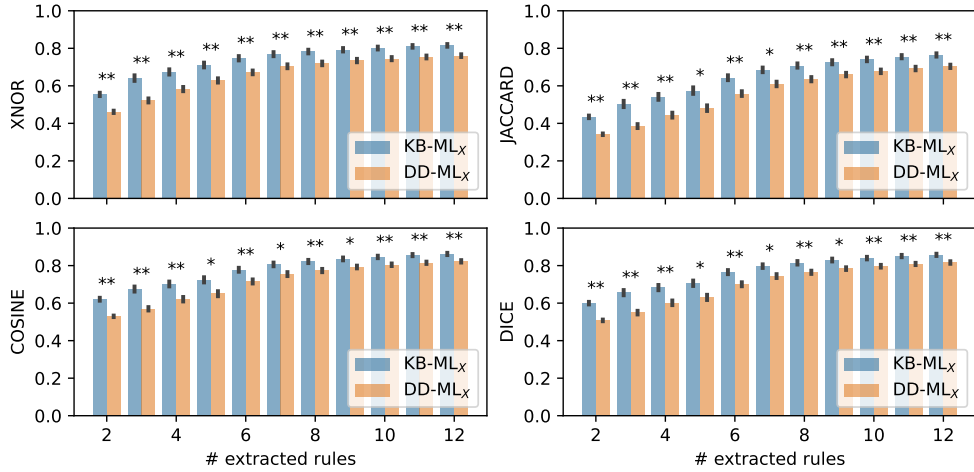 XNOR
1.0
0.8
0.6
0.4
0.2
0.0
** ** ** ** ** ** ** ** ** ** **
KB-ML_X
DD-ML_X
JACCARD
1.0
0.8
0.6
0.4
0.2
0.0
** ** ** * ** * ** ** ** ** **
KB-ML_X
DD-ML_X
COSINE
1.0
0.8
0.6
0.4
0.2
0.0
** ** ** * ** * ** * ** ** **
KB-ML_X
DD-ML_X
2 4 6 8 10 12
# extracted rules
DICE
1.0
0.8
0.6
0.4
0.2
0.0
** ** ** * ** * ** * ** ** **
KB-ML_X
DD-ML_X
2 4 6 8 10 12
# extracted rules